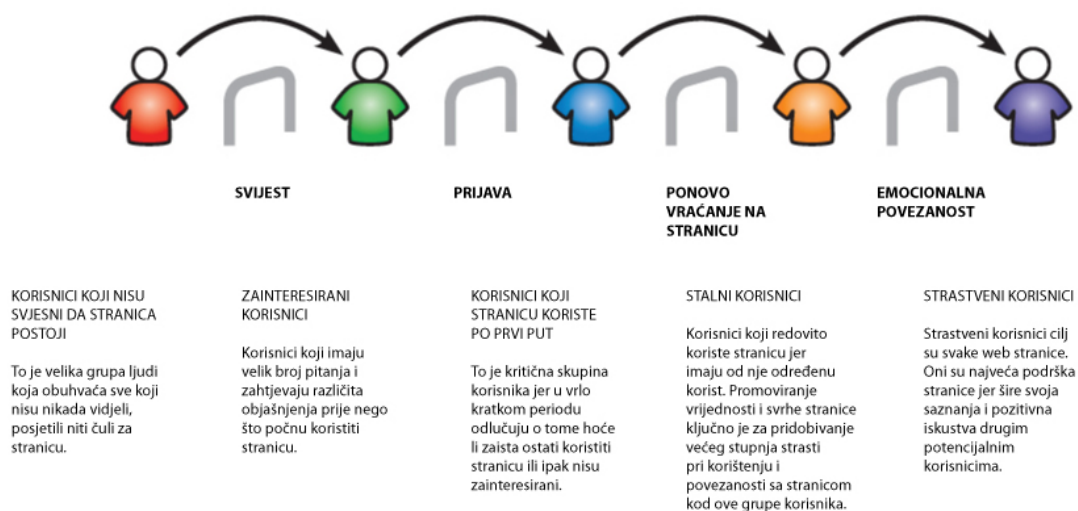 SVIJEST
PRIJAVA
PONOVO
VRAĆANJE NA
STRANICU
EMOCIONALNA
POVEZANOST
KORISNICI KOJI NISU
SVJESNI DA STRANICA
POSTOJI
To je velika grupa ljudi
koja obuhvaća sve koji
nisu nikada vidjeli,
posjetili niti čuli za
stranicu.
ZAINTERESIRANI
KORISNICI
Korisnici koji imaju
velik broj pitanja i
zahtjevaju različita
objašnjenja prije nego
što počnu koristiti
stranicu.
KORISNICI KOJI
STRANICU KORISTE
PO PRVI PUT
To je kritična skupina
korisnika jer u vrlo
kratkom periodu
odlučuju o tome hoće
li zaista ostati koristiti
stranicu ili ipak nisu
zainteresirani.
STALNI KORISNICI
Korisnici koji redovito
koriste stranicu jer
imaju od nje određenu
korist. Promoviranje
vrijednosti i svrhe stranice
ključno je za pridobivanje
većeg stupnja strasti
pri korištenju i
povezanosti sa stranicom
kod ove grupe korisnika.
STRASTVENI KORISNICI
Strastveni korisnici cilj
su svake web stranice.
Oni su najveća podrška
stranice jer šire svoja
saznanja i pozitivna
iskustva drugim
potencijalnim
korisnicima.